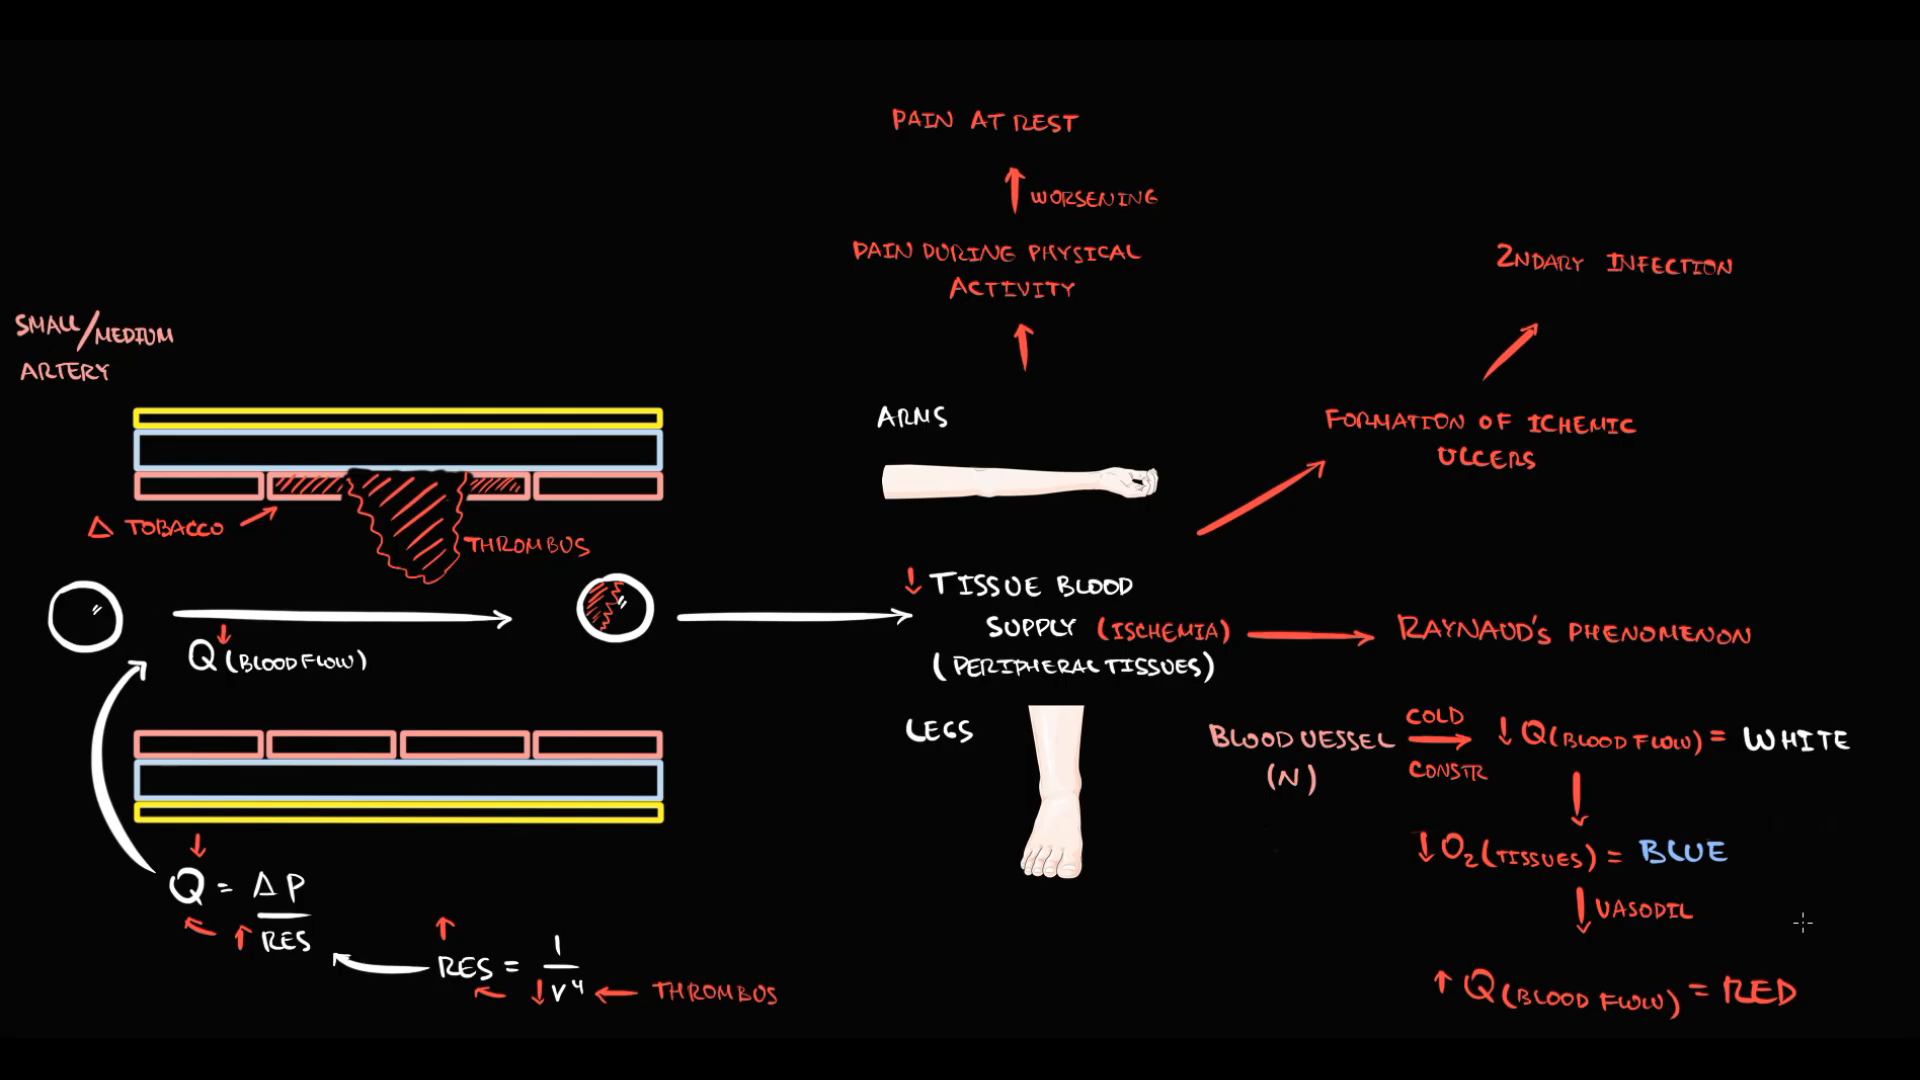 PAIN AT REST
↑ WORSENING
PAIN DURING PHYSICAL
ACTIVITY
↑
SMALL/MEDIUM
ARTERY
Δ TOBACCO
THROMBUS
↓
Q (BLOOD FLOW)
↓
Q = ΔP
↑ RES
↑
RES = 1
↓ r⁴ ← THROMBUS
ARMS
↓ TISSUE BLOOD
SUPPLY (ISCHEMIA)
(PERIPHERAL TISSUES)
LEGS
2NDARY INFECTION
FORMATION OF ICHEMIC
ULCERS
RAYNAUD'S PHENOMENON
BLOOD VESSEL
(N)
COLD
CONSTR
↓ Q (BLOOD FLOW) = WHITE
↓ O₂ (TISSUES) = BLUE
↓ VASODIL
↑ Q (BLOOD FLOW) = RED